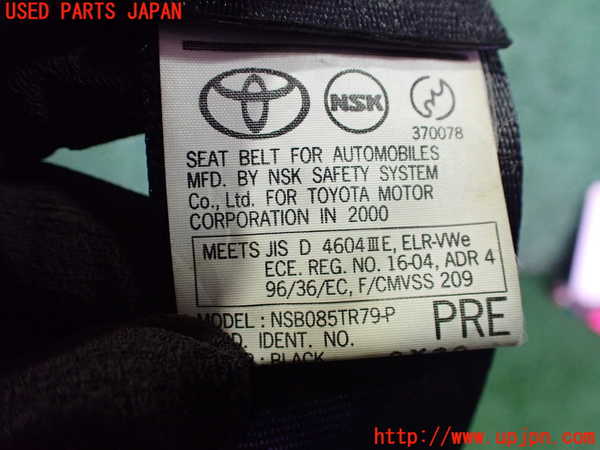 USED PARTS JAPAN
NSK
370078
SEAT BELT FOR AUTOMOBILES
MFD. BY NSK SAFETY SYSTEM
Co., Ltd. FOR TOYOTA MOTOR
CORPORATION IN 2000
MEETS JIS D 4604ⅢE, ELR-VWe
ECE. REG. NO. 16-04, ADR 4
96/36/EC, F/CMVSS 209
MODEL : NSB085TR79-P
PRE
D. IDENT. NO.
: BLACK
http://www.upjpn.com